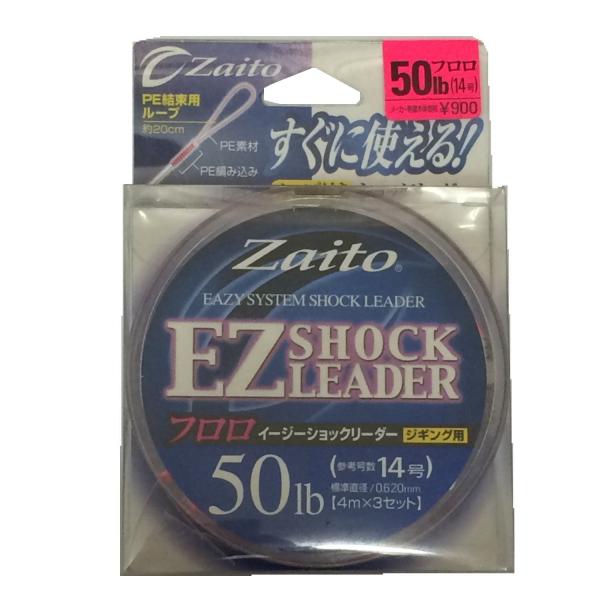 Zaito
50lb フロロ (14号)
¥900
PE結束用
ループ
約20cm
PE素材
PE編み込み
すぐに使える!
Zaito®
EAZY SYSTEM SHOCK LEADER
EZ SHOCK LEADER
フロロ イージーショックリーダー ジギング用
50lb
(参考号数 14号)
標準直径/0.620mm
【4m×3セット】